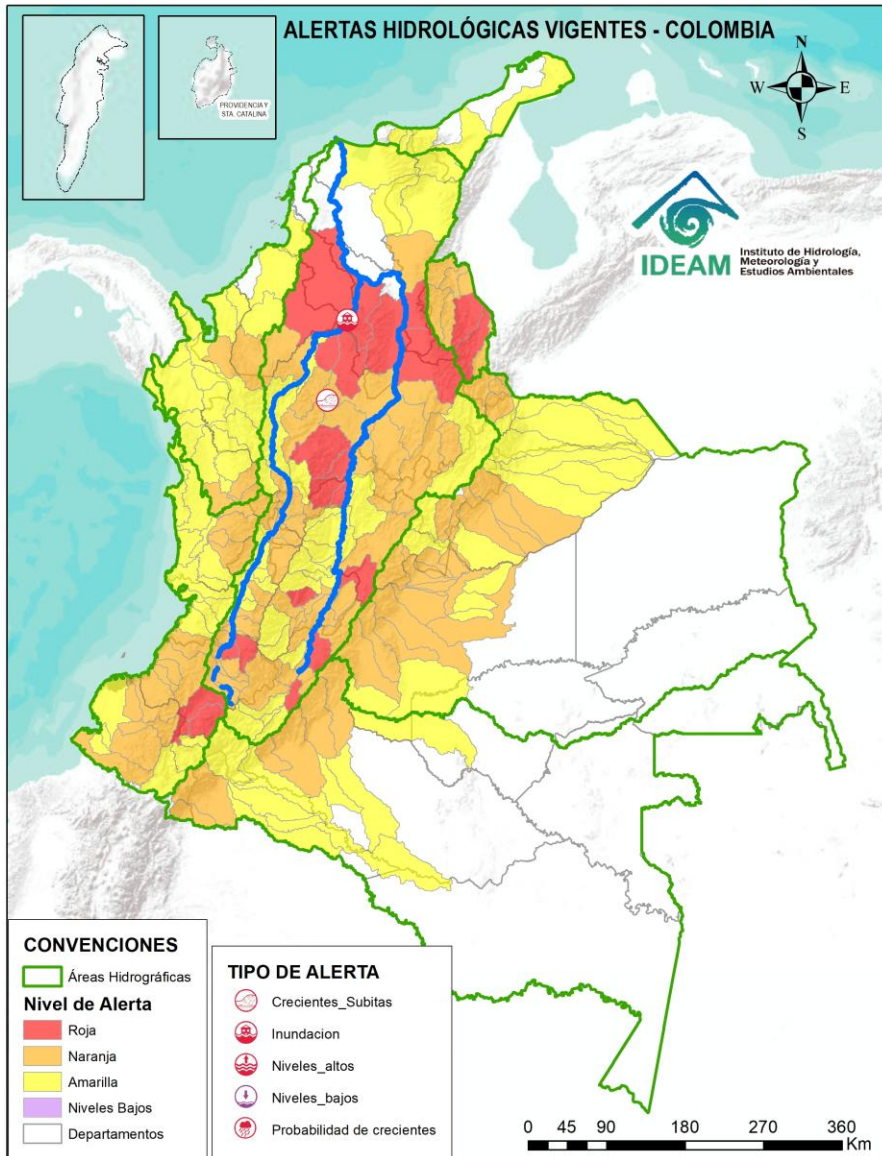 ALERTAS HIDROLÓGICAS VIGENTES - COLOMBIA
PROVIDENCIA Y
STA. CATALINA
N
W
E
S
IDEAM
Instituto de Hidrología,
Meteorología y
Estudios Ambientales
CONVENCIONES
Áreas Hidrográficas
Nivel de Alerta
Roja
Naranja
Amarilla
Niveles Bajos
Departamentos
TIPO DE ALERTA
Crecientes_Subitas
Inundacion
Niveles_altos
Niveles_bajos
Probabilidad de crecientes
0 45 90 180 270 360
Km